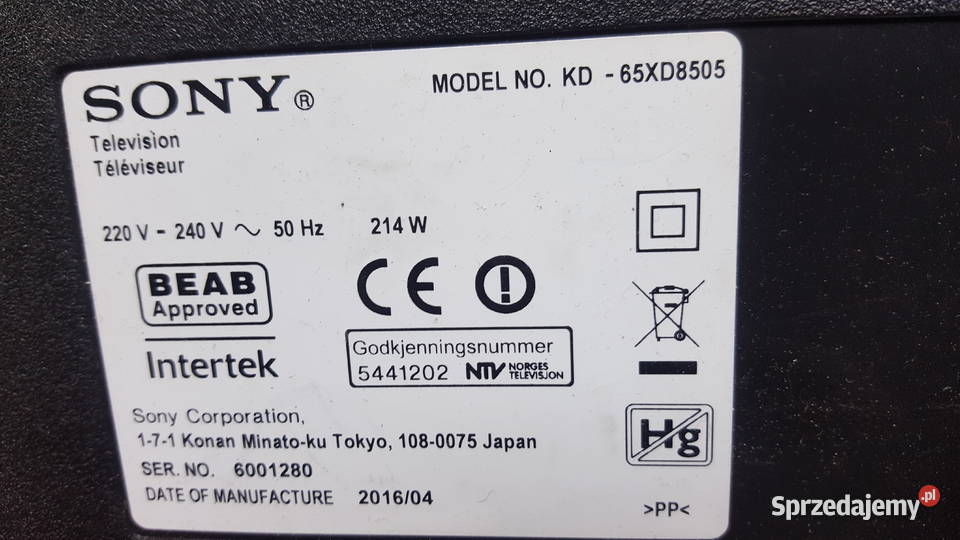 SONY®
MODEL NO. KD - 65XD8505
Television
Téléviseur
220 V - 240 V ~ 50 Hz 214 W
BEAB
Approved
Intertek
CE
Godkjenningsnummer
5441202 NTV NORGES TELEVISJON
Hg
Sony Corporation,
1-7-1 Konan Minato-ku Tokyo, 108-0075 Japan
SER. NO. 6001280
DATE OF MANUFACTURE 2016/04
>PP<
Sprzedajemy.pl